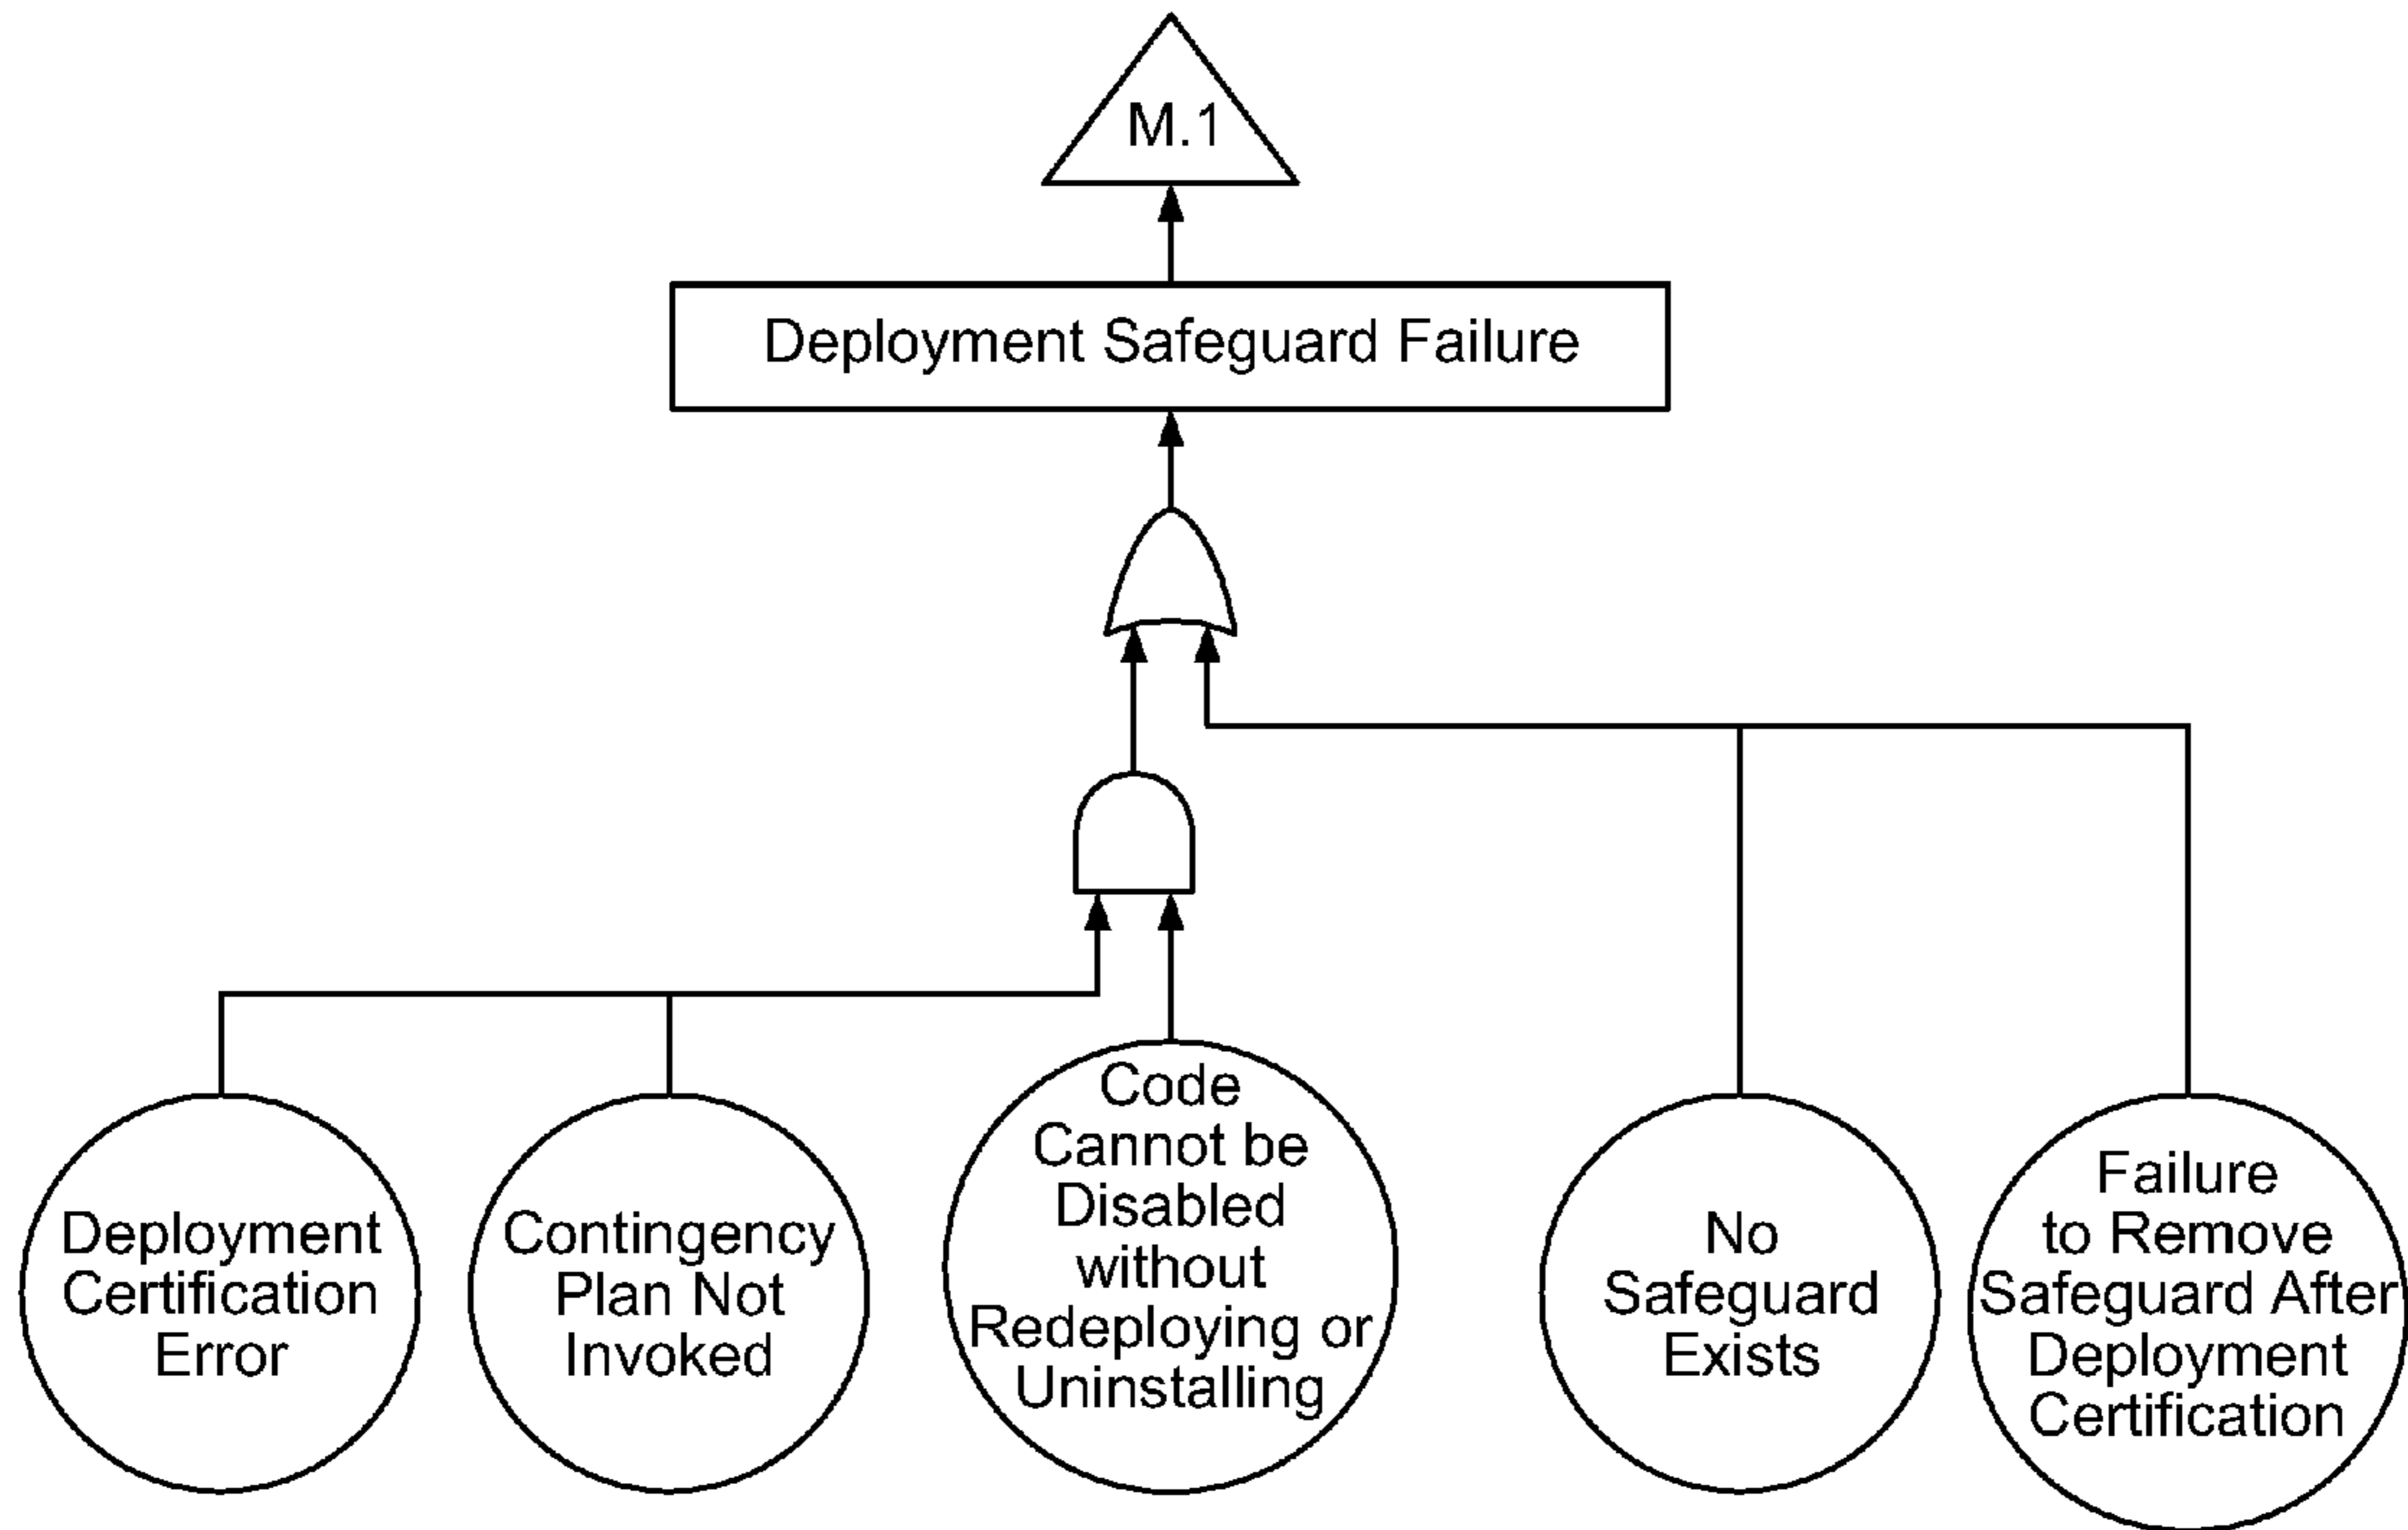 M.1
Deployment Safeguard Failure
Deployment
Certification
Error
Contingency
Plan Not
Invoked
Code
Cannot be
Disabled
without
Redeploying or
Uninstalling
No
Safeguard
Exists
Failure
to Remove
Safeguard After
Deployment
Certification